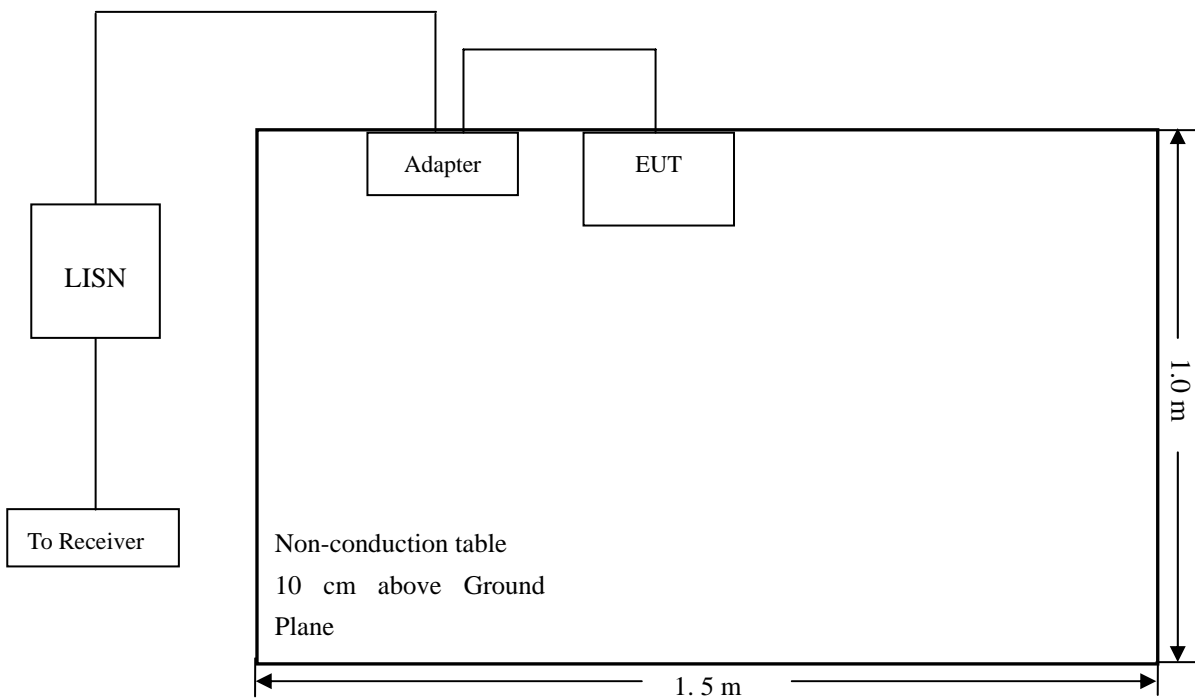 Adapter
EUT
LISN
1.0 m
To Receiver
Non-conduction table
10 cm above Ground
Plane
1. 5 m